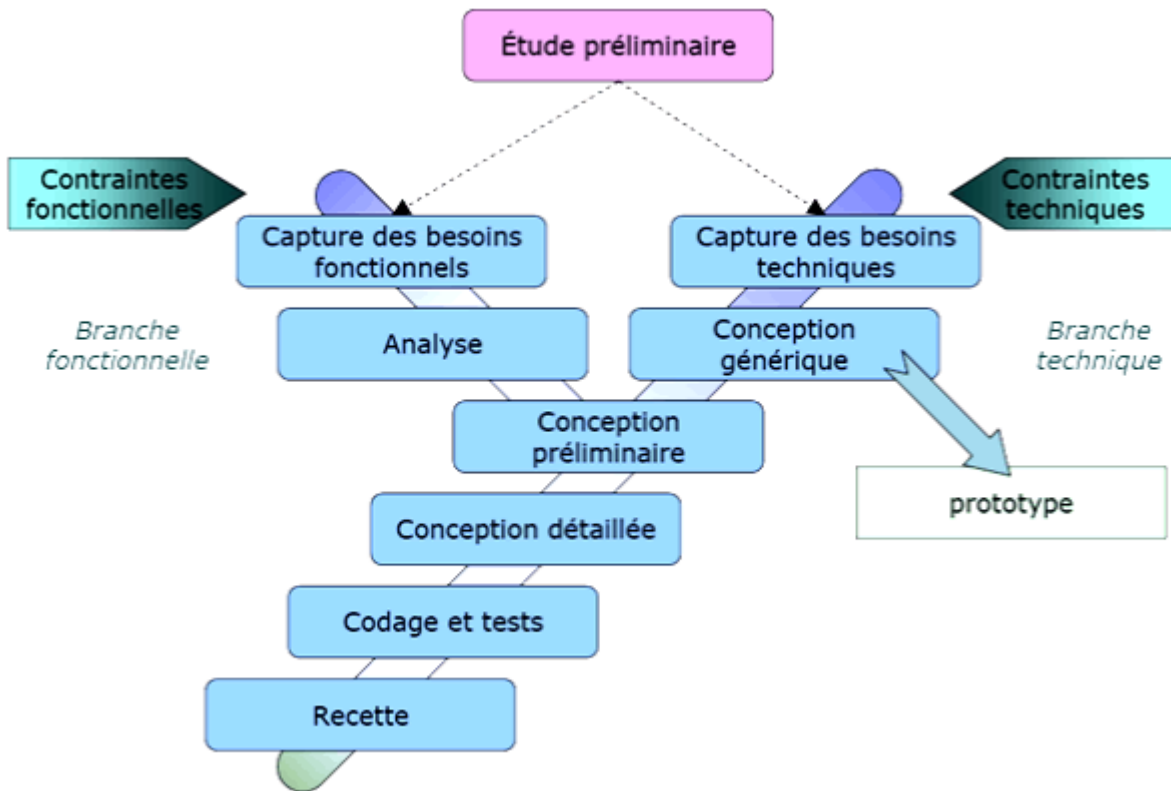 Étude préliminaire
Contraintes
fonctionnelles
Contraintes
techniques
Capture des besoins
fonctionnels
Capture des besoins
techniques
Branche
fonctionnelle
Analyse
Conception
générique
Branche
technique
Conception
préliminaire
prototype
Conception détaillée
Codage et tests
Recette